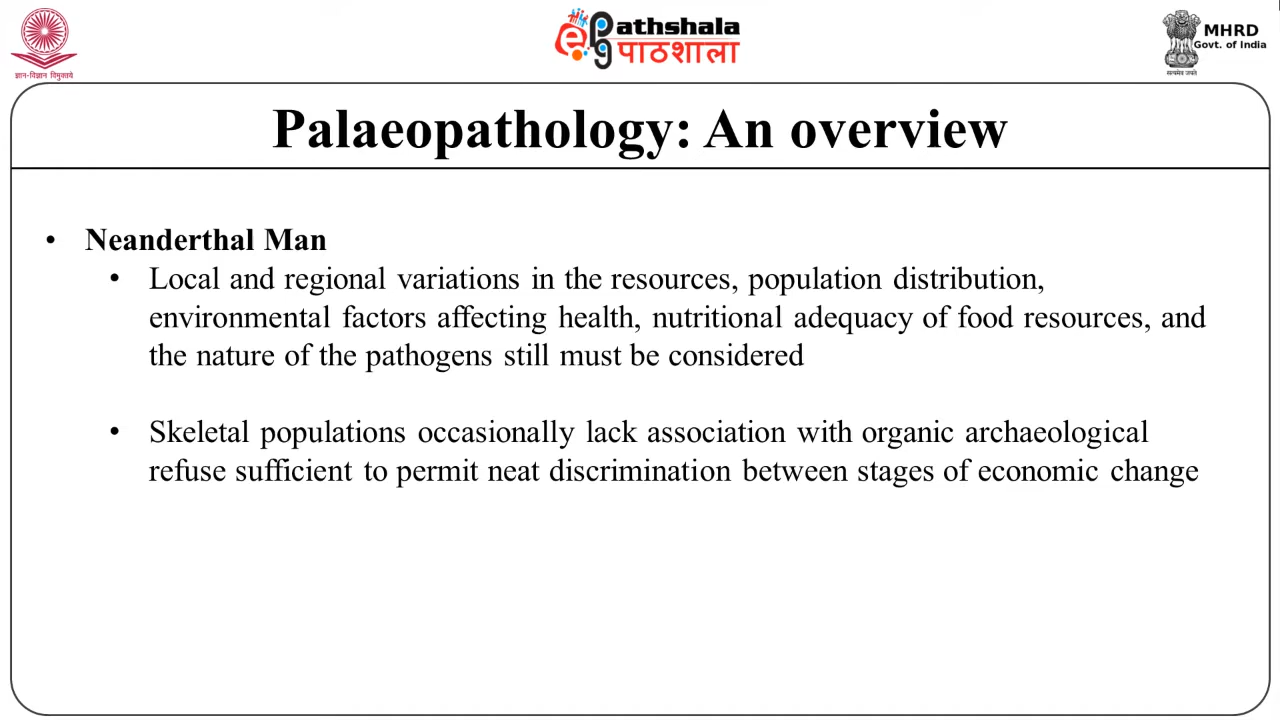 ज्ञान-विज्ञान विमुक्तये
ePg Pathshala
पाठशाला
MHRD
Govt. of India
सत्यमेव जयते
Palaeopathology: An overview
• Neanderthal Man
• Local and regional variations in the resources, population distribution,
environmental factors affecting health, nutritional adequacy of food resources, and
the nature of the pathogens still must be considered
• Skeletal populations occasionally lack association with organic archaeological
refuse sufficient to permit neat discrimination between stages of economic change